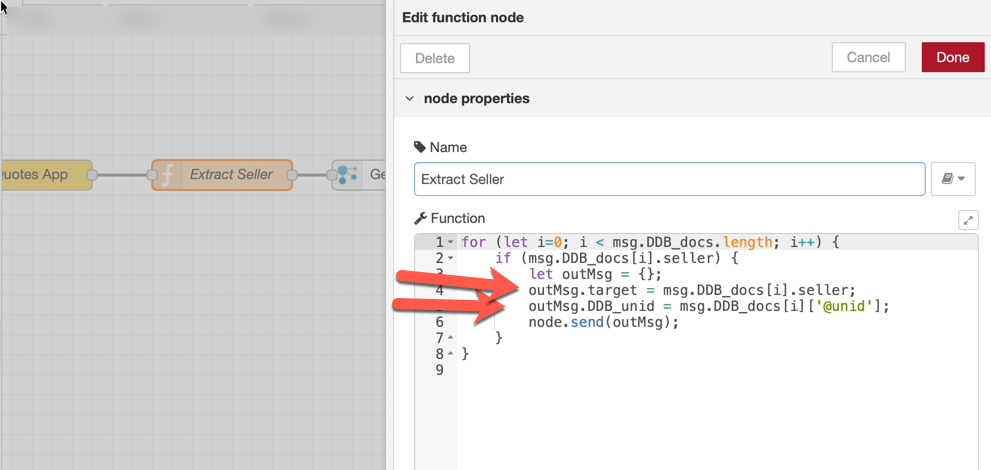 Edit function node
Delete
Cancel
Done
node properties
uotes App
Extract Seller
Ge
Name
Extract Seller
Function
1 for (let i=0; i < msg.DDB_docs.length; i++) {
2     if (msg.DDB_docs[i].seller) {
3         let outMsg = {};
4         outMsg.target = msg.DDB_docs[i].seller;
        outMsg.DDB_unid = msg.DDB_docs[i]['@unid'];
6         node.send(outMsg);
7     }
8 }
9